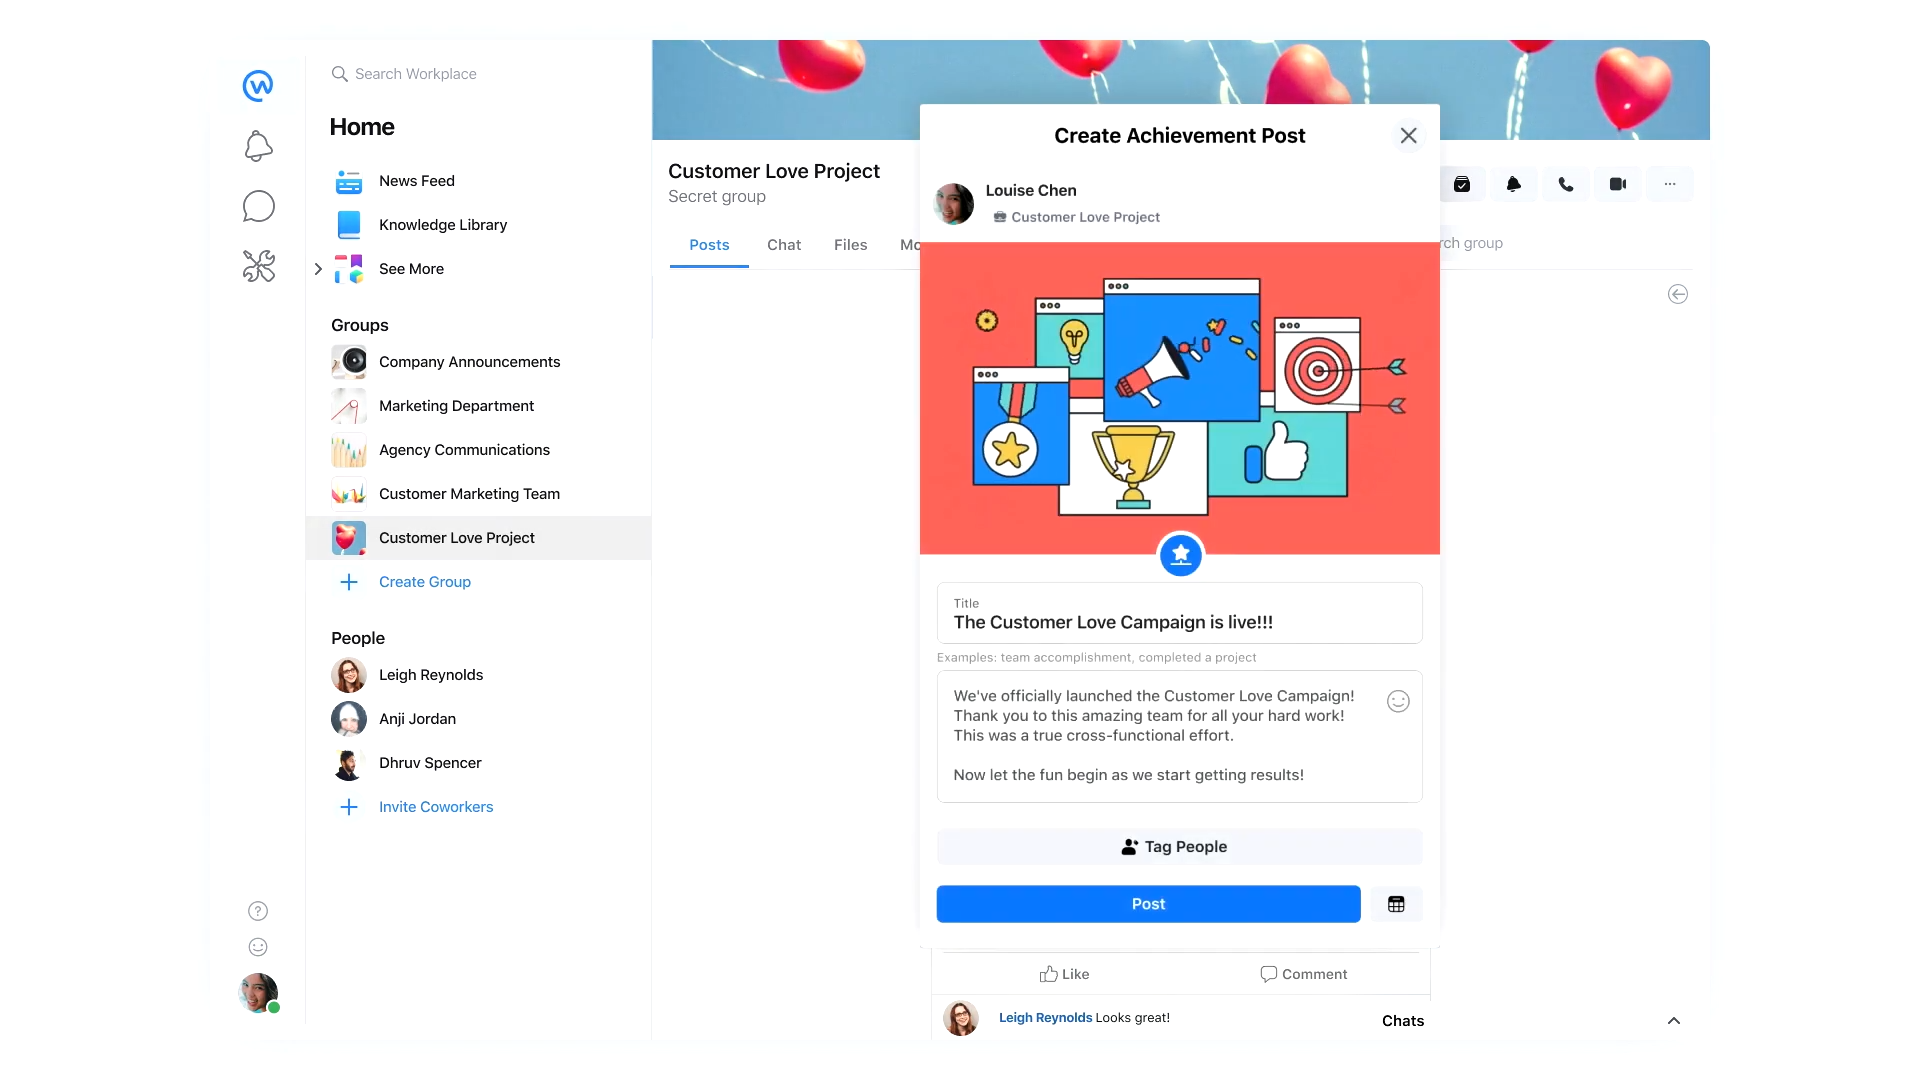 Search Workplace
Home
News Feed
Knowledge Library
See More
Groups
Company Announcements
Marketing Department
Agency Communications
Customer Marketing Team
Customer Love Project
Create Group
People
Leigh Reynolds
Anji Jordan
Dhruv Spencer
Invite Coworkers
Customer Love Project
Secret group
Posts
Chat
Files
Mo
rch group
Create Achievement Post
Louise Chen
Customer Love Project
Title
The Customer Love Campaign is live!!!
Examples: team accomplishment, completed a project
We've officially launched the Customer Love Campaign!
Thank you to this amazing team for all your hard work!
This was a true cross-functional effort.
Now let the fun begin as we start getting results!
Tag People
Post
Like
Comment
Leigh Reynolds Looks great!
Chats